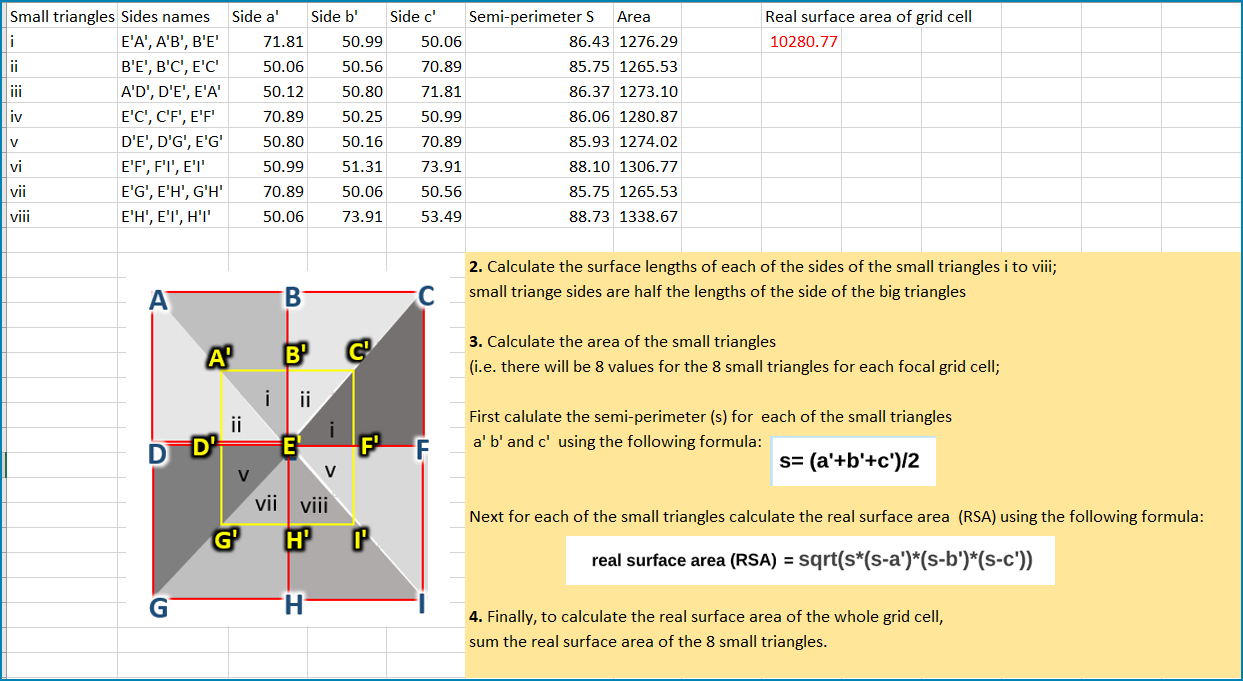 Small triangles Sides names Side a' Side b' Side c' Semi-perimeter S Area Real surface area of grid cell
i E'A', A'B', B'E' 71.81 50.99 50.06 86.43 1276.29 10280.77
ii B'E', B'C', E'C' 50.06 50.56 70.89 85.75 1265.53
iii A'D', D'E', E'A' 50.12 50.80 71.81 86.37 1273.10
iv E'C', C'F', E'F' 70.89 50.25 50.99 86.06 1280.87
v D'E', D'G', E'G' 50.80 50.16 70.89 85.93 1274.02
vi E'F', F'I', E'I' 50.99 51.31 73.91 88.10 1306.77
vii E'G', E'H', G'H' 70.89 50.06 50.56 85.75 1265.53
viii E'H', E'I', H'I' 50.06 73.91 53.49 88.73 1338.67
A B C
A' B' C'
i ii
ii i
D D' E' F' F
v v
vii viii
G' H' I'
G H I
2. Calculate the surface lengths of each of the sides of the small triangles i to viii;
small triange sides are half the lengths of the side of the big triangles
3. Calculate the area of the small triangles
(i.e. there will be 8 values for the 8 small triangles for each focal grid cell;
First calulate the semi-perimeter (s) for each of the small triangles
a' b' and c' using the following formula:
s= (a'+b'+c')/2
Next for each of the small triangles calculate the real surface area (RSA) using the following formula:
real surface area (RSA) = sqrt(s*(s-a')*(s-b')*(s-c'))
4. Finally, to calculate the real surface area of the whole grid cell,
sum the real surface area of the 8 small triangles.